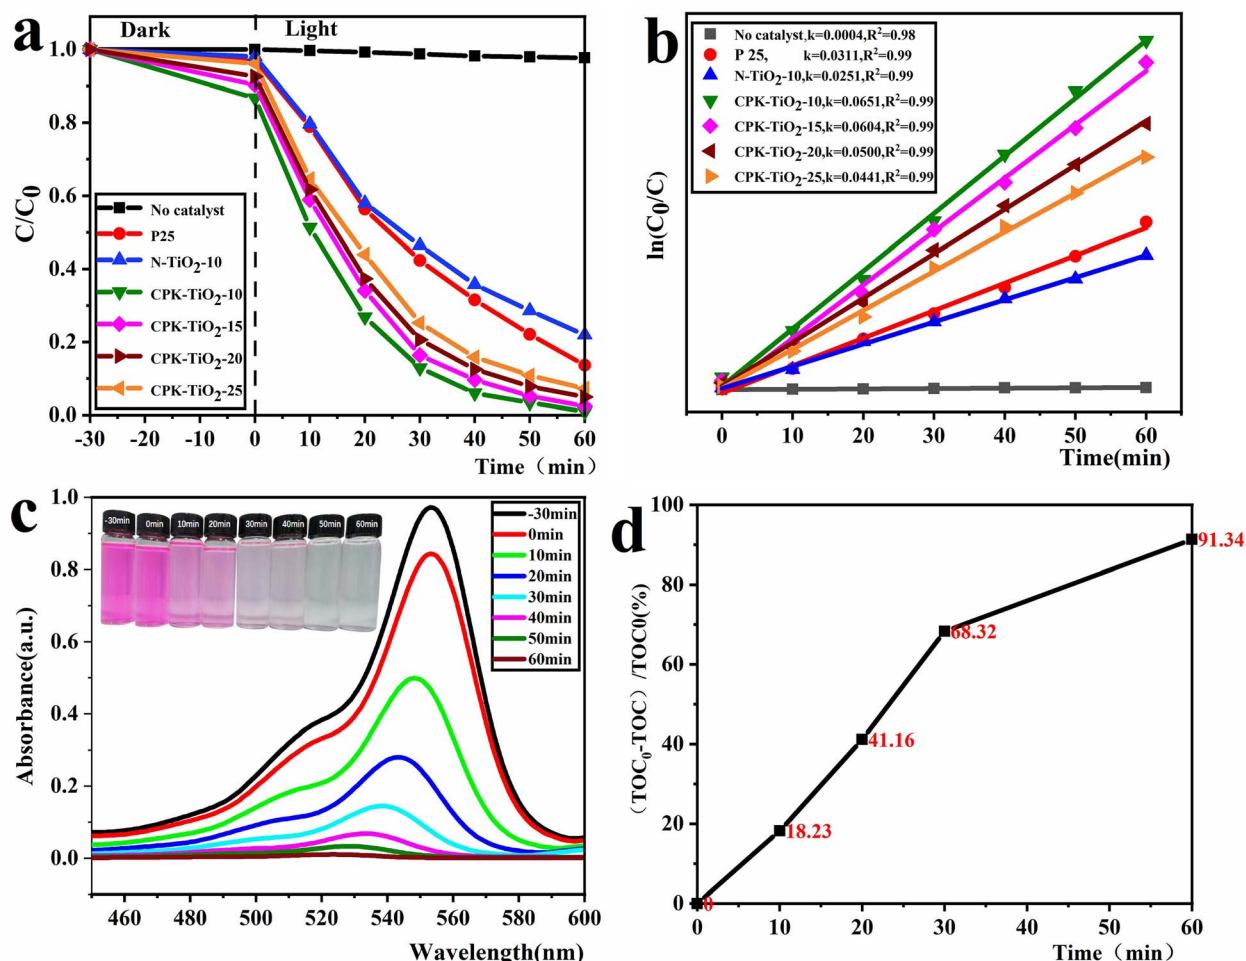 a
Dark
Light
1.0
0.8
0.6
0.4
0.2
0.0
C/C0
No catalyst
P25
N-TiO2-10
CPK-TiO2-10
CPK-TiO2-15
CPK-TiO2-20
CPK-TiO2-25
-30 -20 -10 0 10 20 30 40 50 60
Time（min）
b
No catalyst,k=0.0004,R2=0.98
P 25, k=0.0311,R2=0.99
N-TiO2-10,k=0.0251,R2=0.99
CPK-TiO2-10,k=0.0651,R2=0.99
CPK-TiO2-15,k=0.0604,R2=0.99
CPK-TiO2-20,k=0.0500,R2=0.99
CPK-TiO2-25,k=0.0441,R2=0.99
ln(C0/C)
0 10 20 30 40 50 60
Time(min)
c
1.0
0.8
0.6
0.4
0.2
0.0
Absorbance(a.u.)
-30min 0min 10min 20min 30min 40min 50min 60min
-30min
0min
10min
20min
30min
40min
50min
60min
460 480 500 520 540 560 580 600
Wavelength(nm)
d
100
80
60
40
20
0
（TOC0-TOC）/TOC0(%)
0
18.23
41.16
68.32
91.34
0 10 20 30 40 50 60
Time（min）